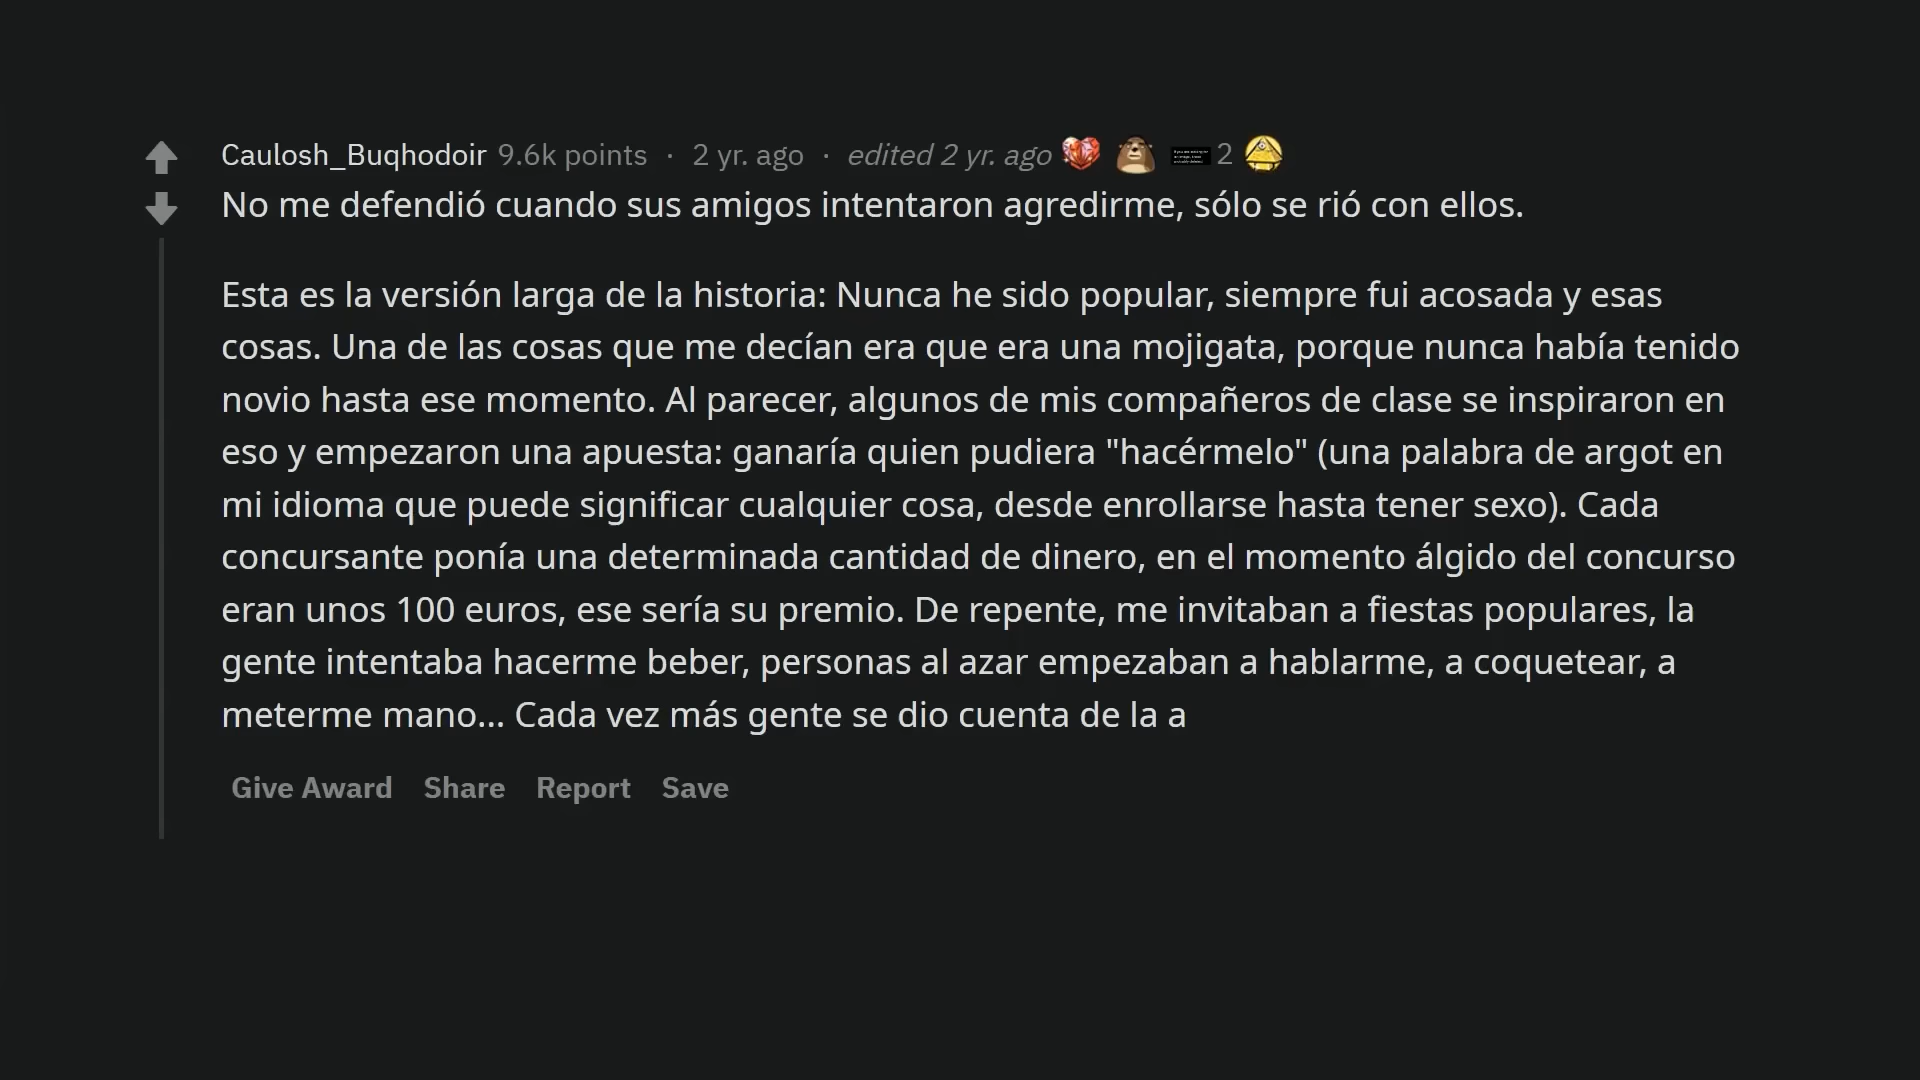 Caulosh_Buqhodoir 9.6k points · 2 yr. ago · edited 2 yr. ago 2
No me defendió cuando sus amigos intentaron agredirme, sólo se rió con ellos.
Esta es la versión larga de la historia: Nunca he sido popular, siempre fui acosada y esas
cosas. Una de las cosas que me decían era que era una mojigata, porque nunca había tenido
novio hasta ese momento. Al parecer, algunos de mis compañeros de clase se inspiraron en
eso y empezaron una apuesta: ganaría quien pudiera "hacérmelo" (una palabra de argot en
mi idioma que puede significar cualquier cosa, desde enrollarse hasta tener sexo). Cada
concursante ponía una determinada cantidad de dinero, en el momento álgido del concurso
eran unos 100 euros, ese sería su premio. De repente, me invitaban a fiestas populares, la
gente intentaba hacerme beber, personas al azar empezaban a hablarme, a coquetear, a
meterme mano... Cada vez más gente se dio cuenta de la a
Give Award Share Report Save